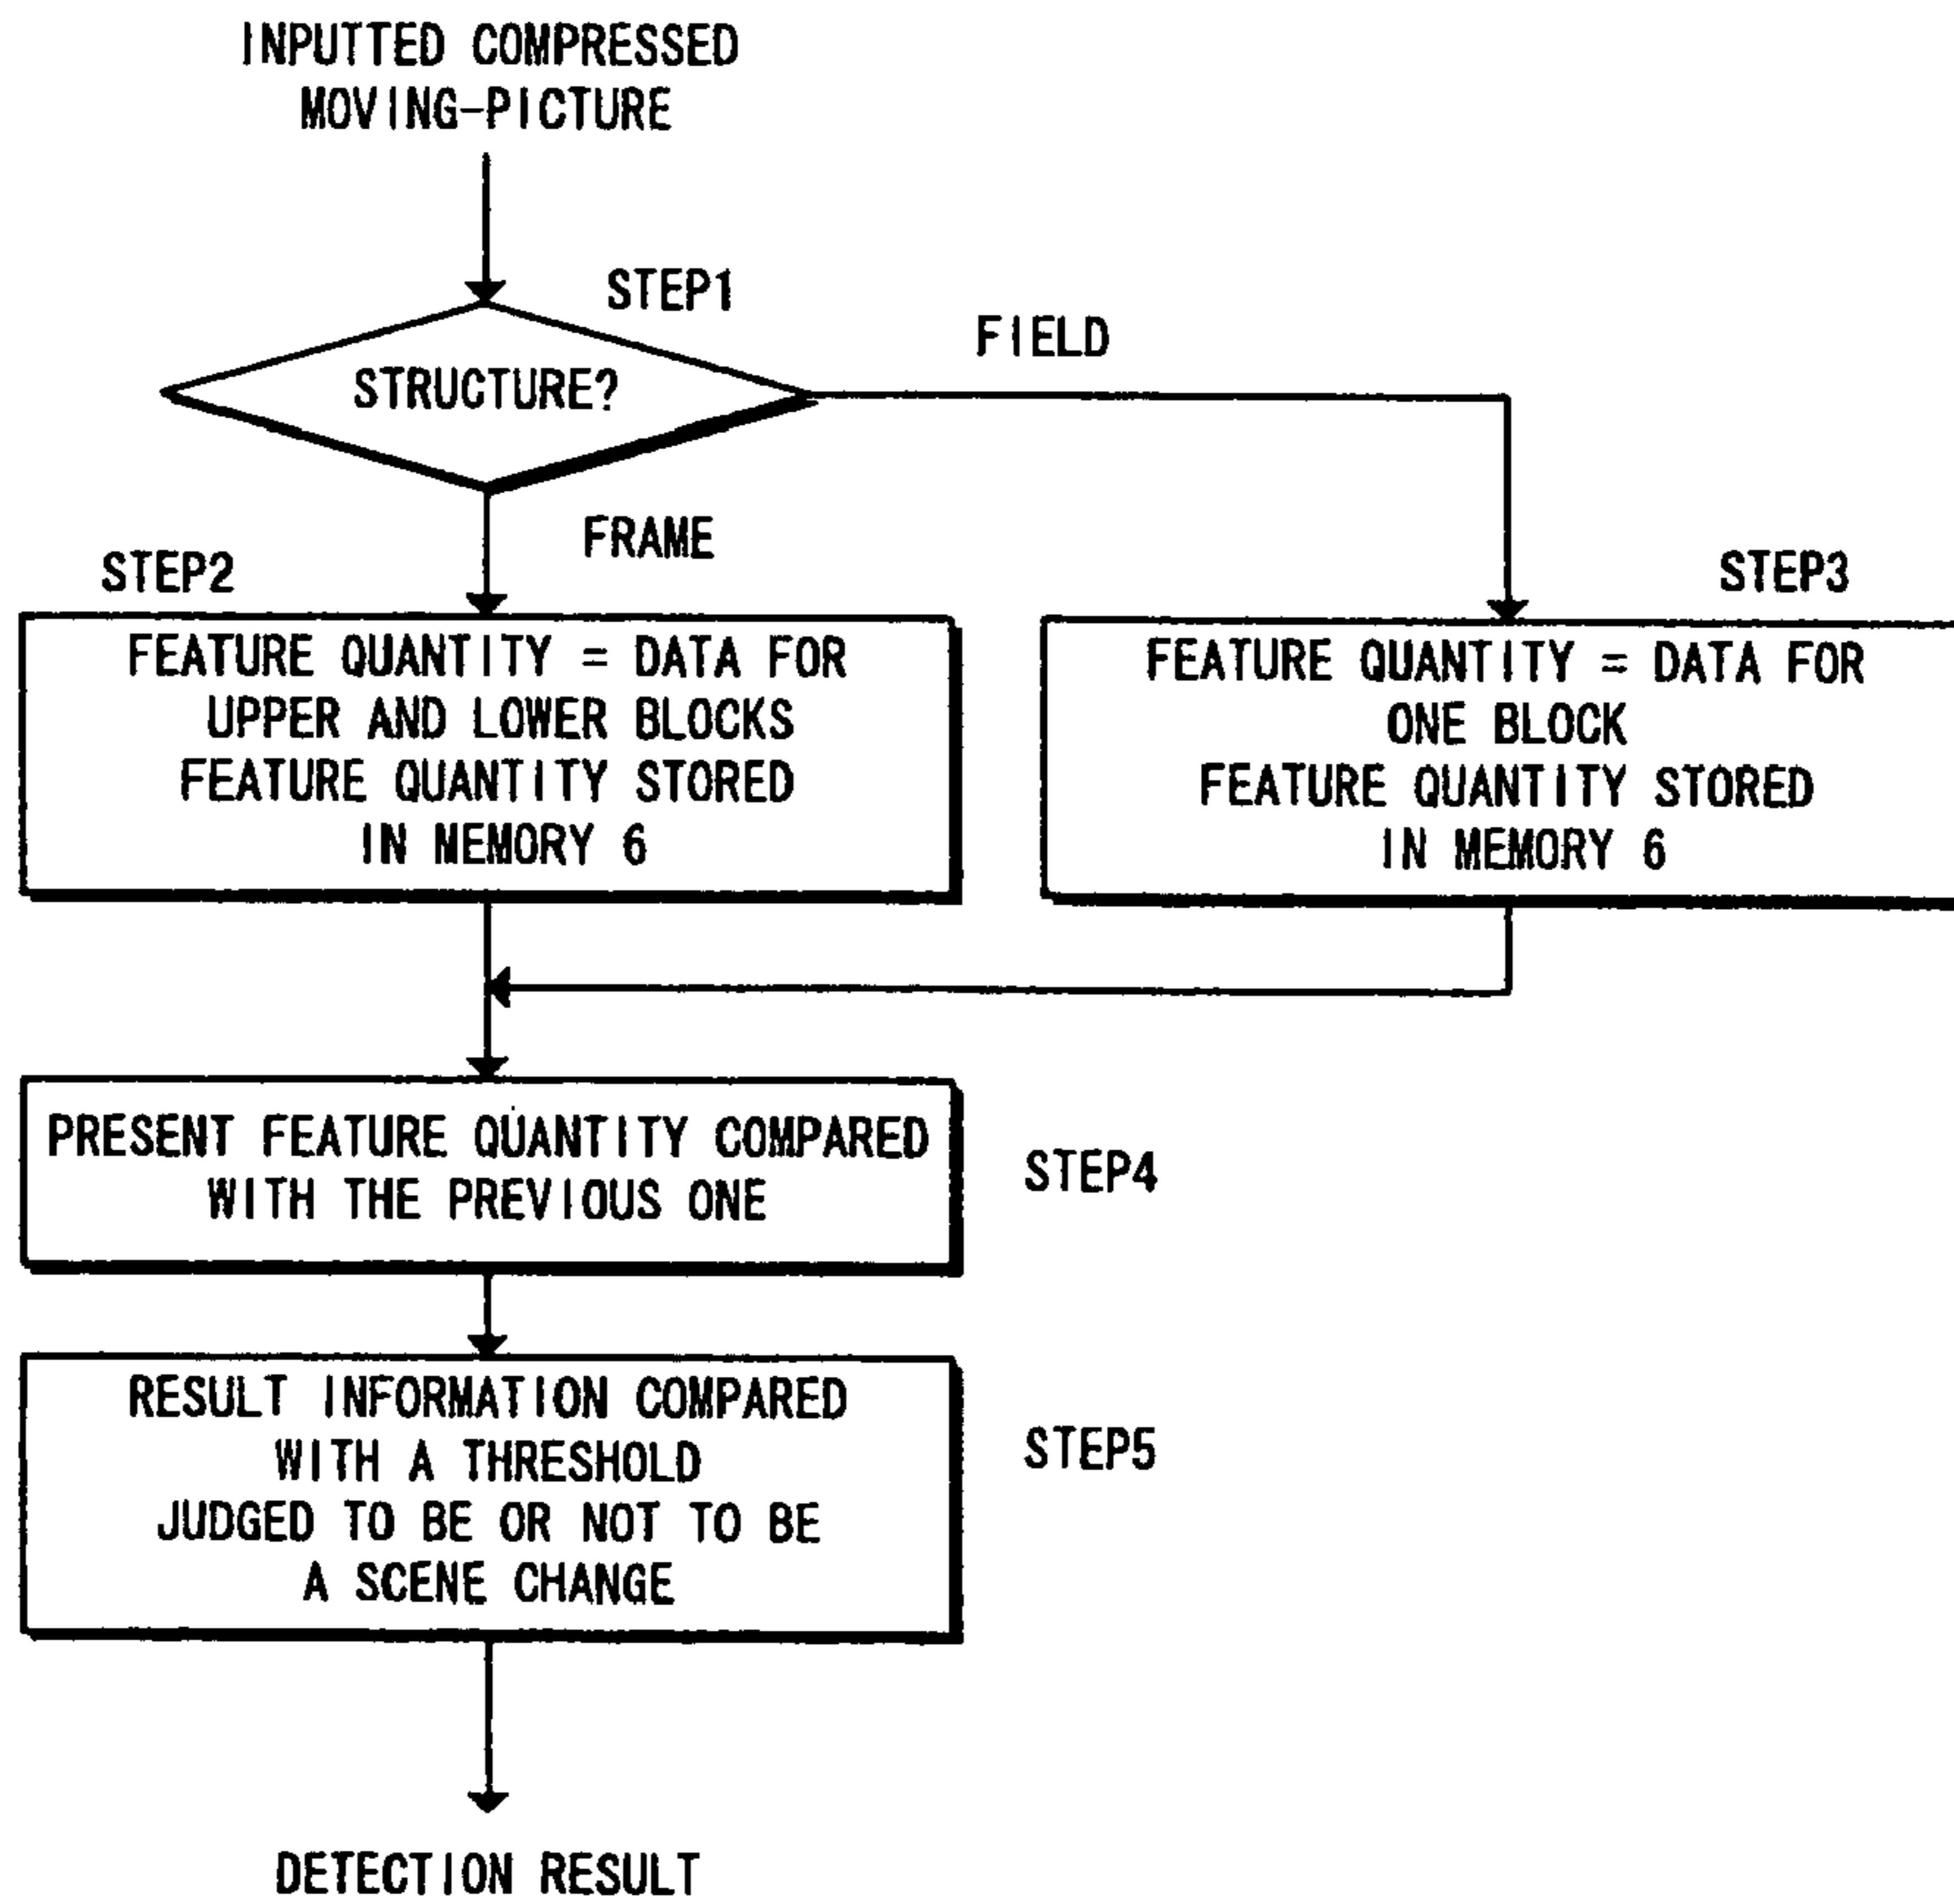 INPUTTED COMPRESSED
MOVING-PICTURE
STEP1
STRUCTURE?
FIELD
FRAME
STEP2
FEATURE QUANTITY = DATA FOR
UPPER AND LOWER BLOCKS
FEATURE QUANTITY STORED
IN MEMORY 6
STEP3
FEATURE QUANTITY = DATA FOR
ONE BLOCK
FEATURE QUANTITY STORED
IN MEMORY 6
PRESENT FEATURE QUANTITY COMPARED
WITH THE PREVIOUS ONE
STEP4
RESULT INFORMATION COMPARED
WITH A THRESHOLD
JUDGED TO BE OR NOT TO BE
A SCENE CHANGE
STEP5
DETECTION RESULT